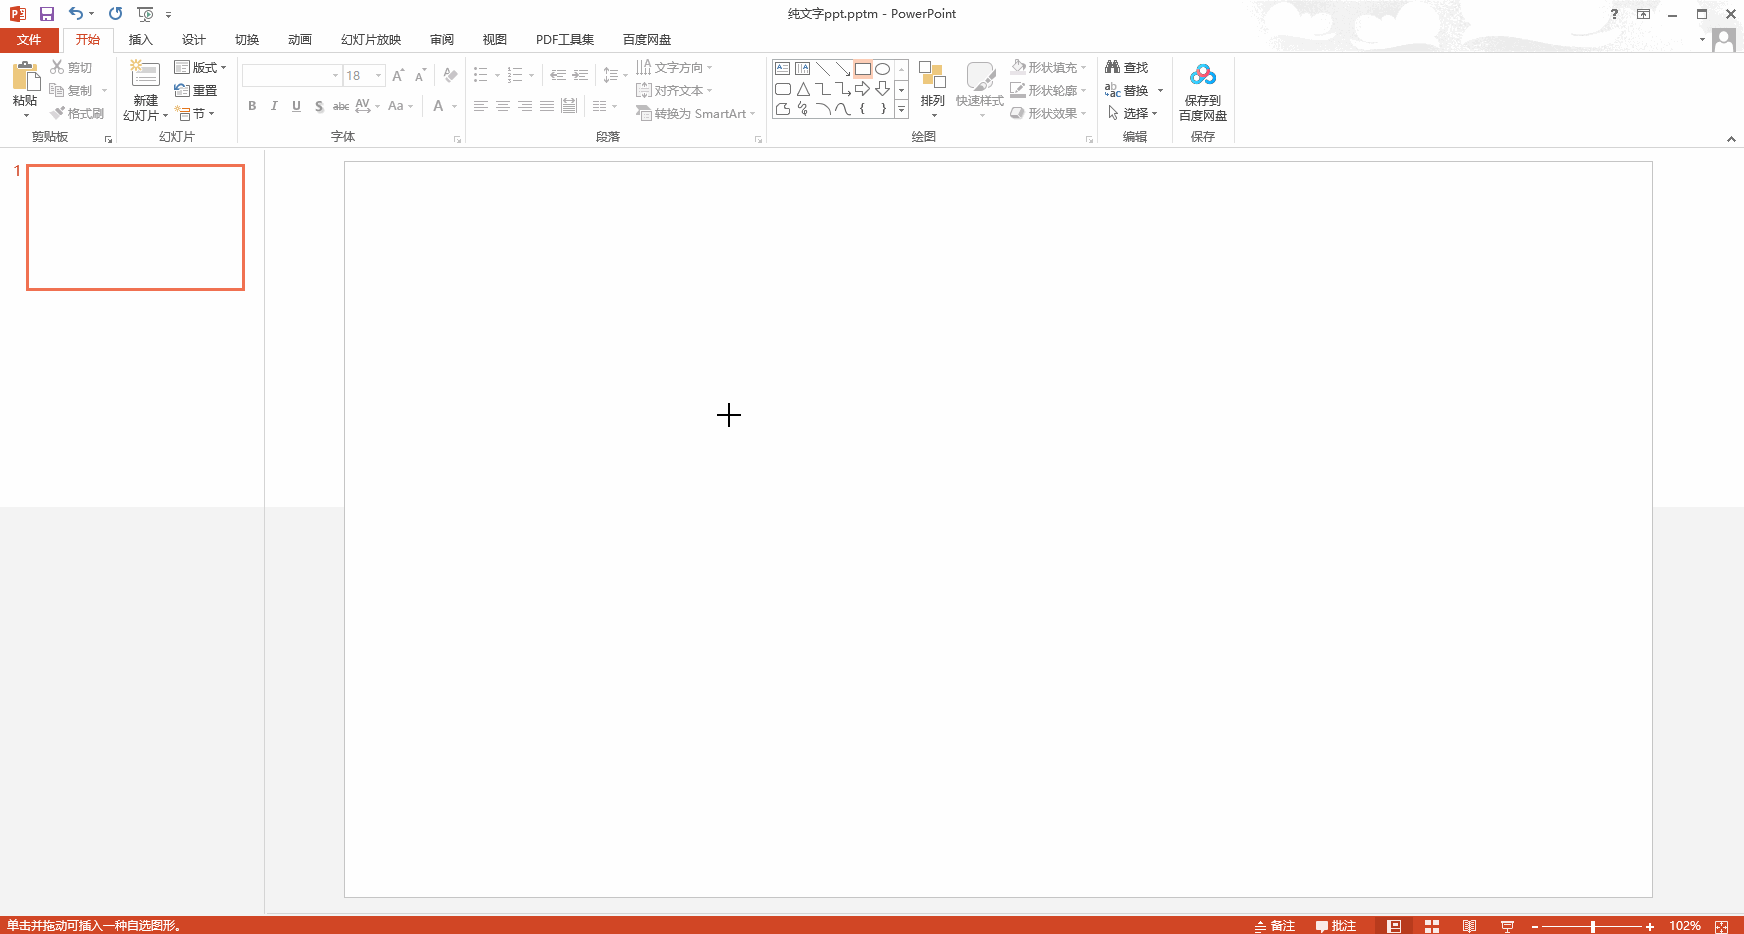 纯文字ppt.pptm - PowerPoint
?
文件 开始 插入 设计 切换 动画 幻灯片放映 审阅 视图 PDF工具集 百度网盘
粘贴
剪切
复制
格式刷
剪贴板
新建
幻灯片
版式
重置
节
幻灯片
18
B I U S abc AV Aa A
字体
文字方向
对齐文本
转换为 SmartArt
段落
排列
快速样式
形状填充
形状轮廓
形状效果
绘图
查找
替换
选择
编辑
保存到
百度网盘
保存
1
单击并拖动可插入一种自选图形。
备注 批注 102%